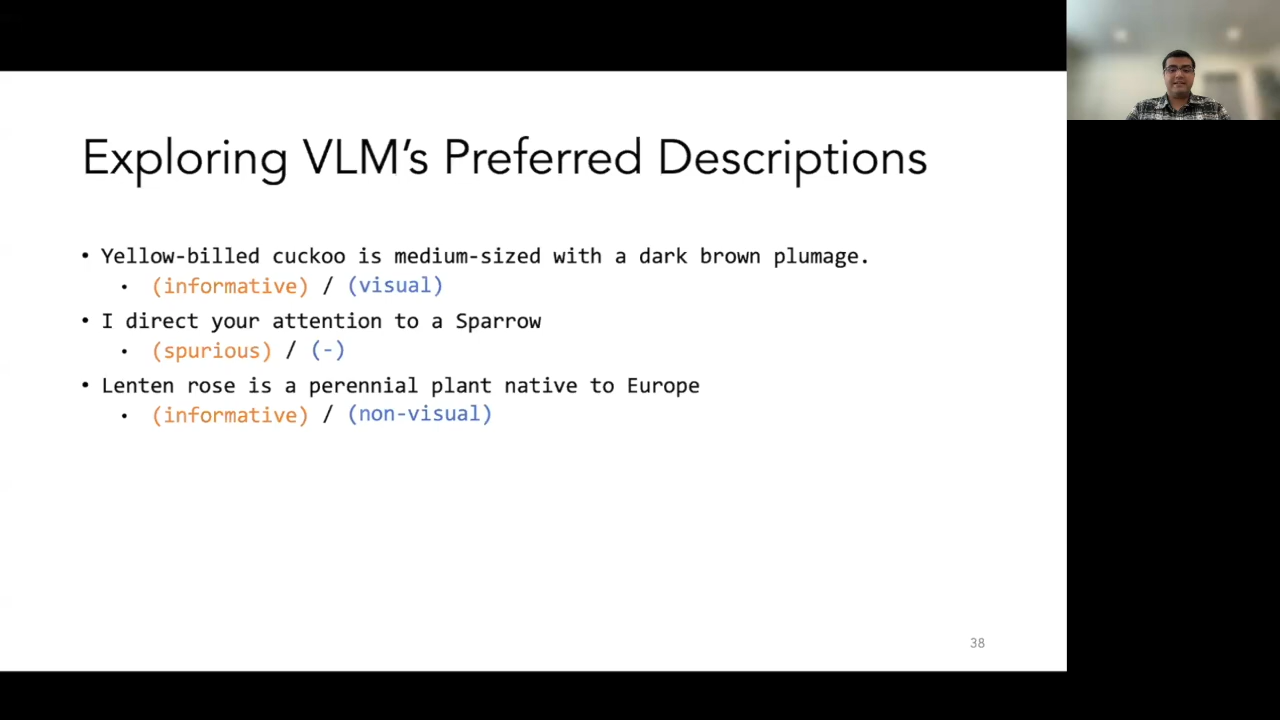 Exploring VLM's Preferred Descriptions
• Yellow-billed cuckoo is medium-sized with a dark brown plumage.
• (informative) / (visual)
• I direct your attention to a Sparrow
• (spurious) / (-)
• Lenten rose is a perennial plant native to Europe
• (informative) / (non-visual)
38